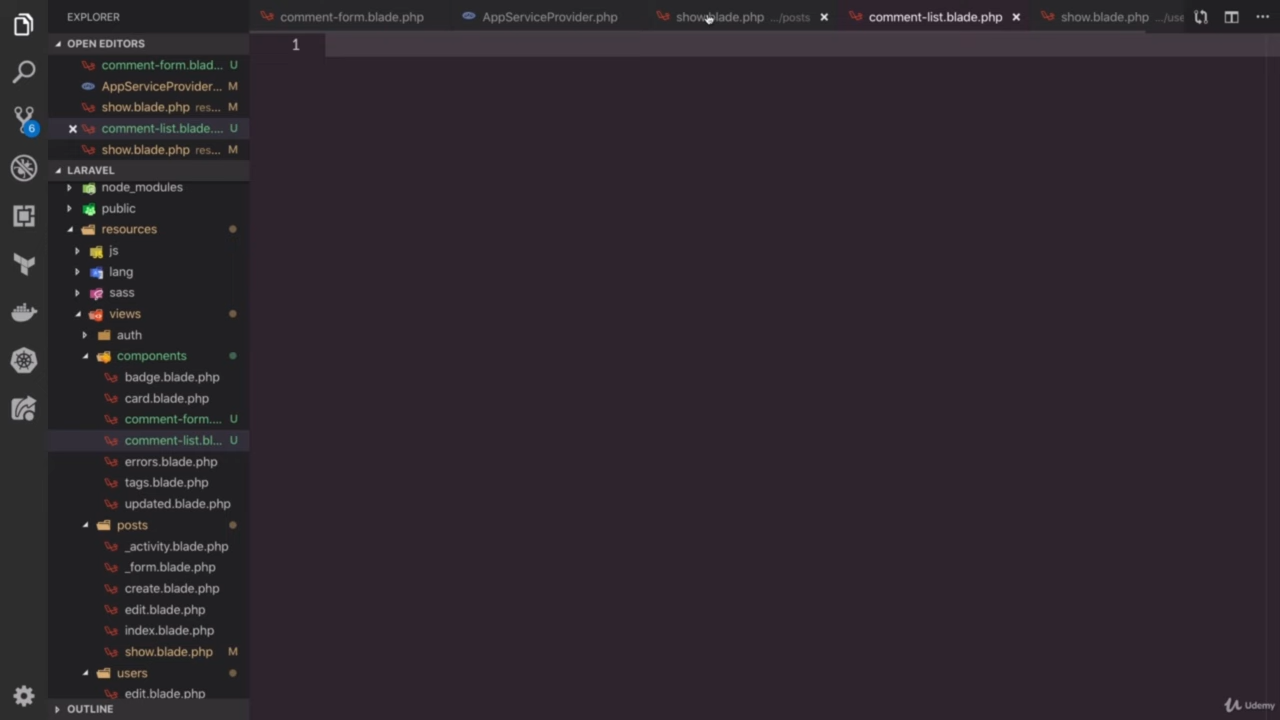 EXPLORER
comment-form.blade.php
AppServiceProvider.php
show.blade.php .../posts
comment-list.blade.php
show.blade.php .../use
OPEN EDITORS
comment-form.blad... U
AppServiceProvider... M
show.blade.php res... M
comment-list.blade.... U
show.blade.php res... M
LARAVEL
node_modules
public
resources
js
lang
sass
views
auth
components
badge.blade.php
card.blade.php
comment-form.... U
comment-list.bl... U
errors.blade.php
tags.blade.php
updated.blade.php
posts
_activity.blade.php
_form.blade.php
create.blade.php
edit.blade.php
index.blade.php
show.blade.php M
users
edit.blade.php
OUTLINE
6
1
Udemy